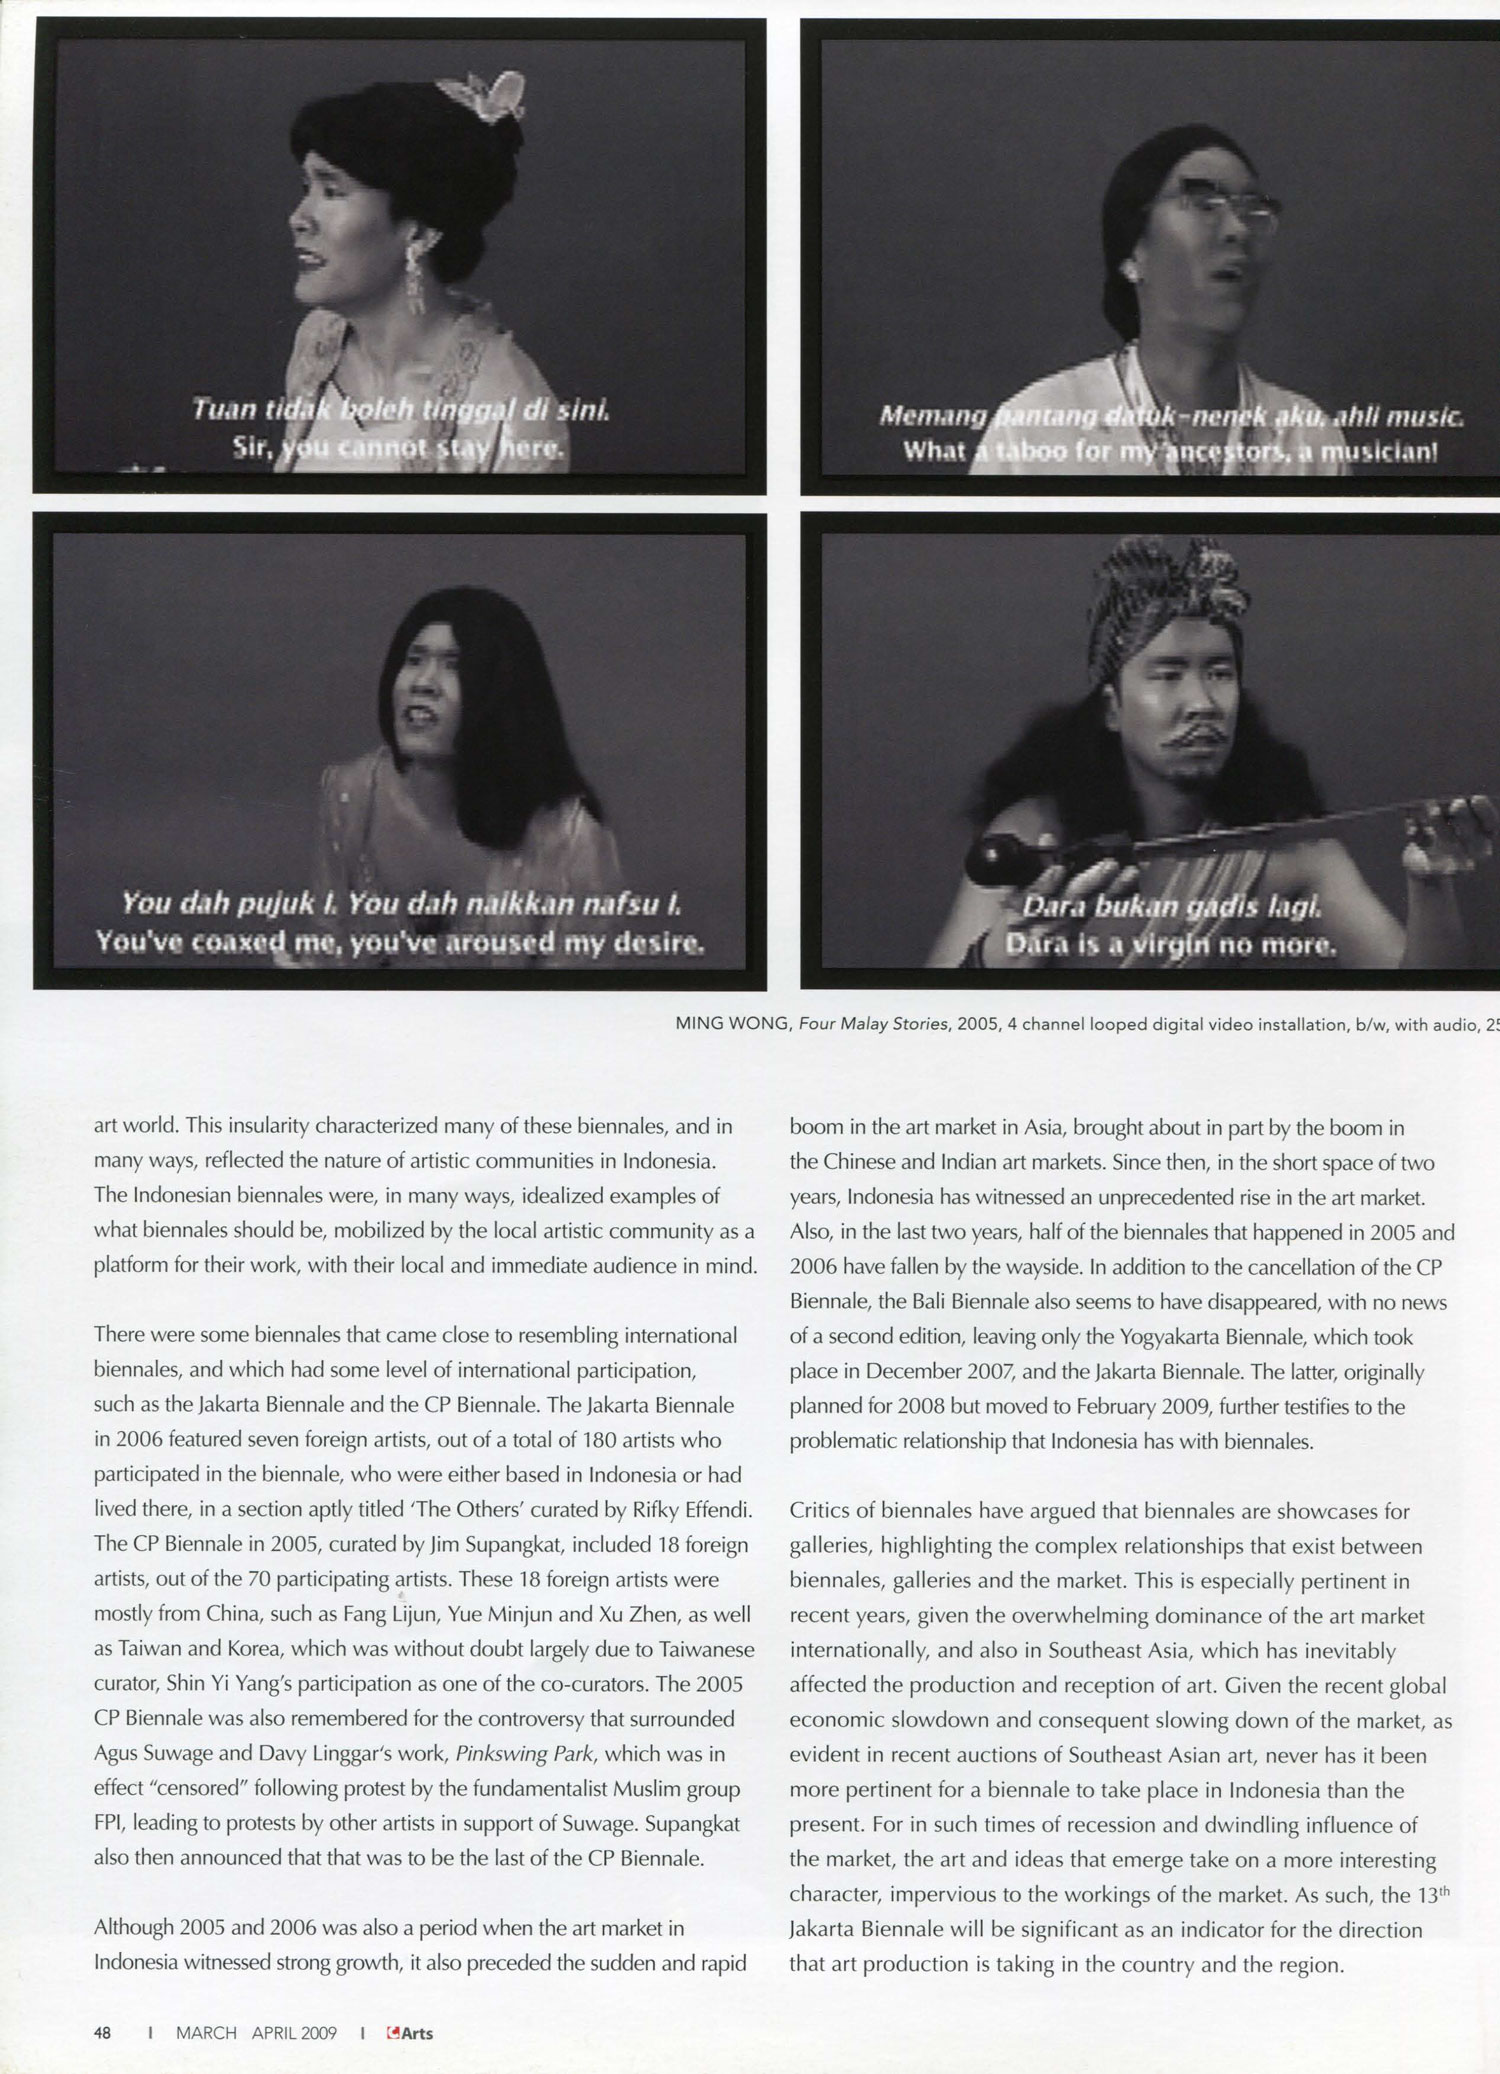 Tuan tidak boleh tinggal di sini.
Sir, you cannot stay here.
Memang pantang datuk-nenek aku, ahli music.
What a taboo for my ancestors, a musician!
You dah pujuk I. You dah naikkan nafsu I.
You've coaxed me, you've aroused my desire.
Dara bukan gadis lagi.
Dara is a virgin no more.
MING WONG, Four Malay Stories, 2005, 4 channel looped digital video installation, b/w, with audio,
art world. This insularity characterized many of these biennales, and in
many ways, reflected the nature of artistic communities in Indonesia.
The Indonesian biennales were, in many ways, idealized examples of
what biennales should be, mobilized by the local artistic community as a
platform for their work, with their local and immediate audience in mind.
There were some biennales that came close to resembling international
biennales, and which had some level of international participation,
such as the Jakarta Biennale and the CP Biennale. The Jakarta Biennale
in 2006 featured seven foreign artists, out of a total of 180 artists who
participated in the biennale, who were either based in Indonesia or had
lived there, in a section aptly titled ‘The Others’ curated by Rifky Effendi.
The CP Biennale in 2005, curated by Jim Supangkat, included 18 foreign
artists, out of the 70 participating artists. These 18 foreign artists were
mostly from China, such as Fang Lijun, Yue Minjun and Xu Zhen, as well
as Taiwan and Korea, which was without doubt largely due to Taiwanese
curator, Shin Yi Yang’s participation as one of the co-curators. The 2005
CP Biennale was also remembered for the controversy that surrounded
Agus Suwage and Davy Linggar’s work, Pinkswing Park, which was in
effect “censored” following protest by the fundamentalist Muslim group
FPI, leading to protests by other artists in support of Suwage. Supangkat
also then announced that that was to be the last of the CP Biennale.
Although 2005 and 2006 was also a period when the art market in
Indonesia witnessed strong growth, it also preceded the sudden and rapid
boom in the art market in Asia, brought about in part by the boom in
the Chinese and Indian art markets. Since then, in the short space of two
years, Indonesia has witnessed an unprecedented rise in the art market.
Also, in the last two years, half of the biennales that happened in 2005 and
2006 have fallen by the wayside. In addition to the cancellation of the CP
Biennale, the Bali Biennale also seems to have disappeared, with no news
of a second edition, leaving only the Yogyakarta Biennale, which took
place in December 2007, and the Jakarta Biennale. The latter, originally
planned for 2008 but moved to February 2009, further testifies to the
problematic relationship that Indonesia has with biennales.
Critics of biennales have argued that biennales are showcases for
galleries, highlighting the complex relationships that exist between
biennales, galleries and the market. This is especially pertinent in
recent years, given the overwhelming dominance of the art market
internationally, and also in Southeast Asia, which has inevitably
affected the production and reception of art. Given the recent global
economic slowdown and consequent slowing down of the market, as
evident in recent auctions of Southeast Asian art, never has it been
more pertinent for a biennale to take place in Indonesia than the
present. For in such times of recession and dwindling influence of
the market, the art and ideas that emerge take on a more interesting
character, impervious to the workings of the market. As such, the 13th
Jakarta Biennale will be significant as an indicator for the direction
that art production is taking in the country and the region.
48 | MARCH APRIL 2009 | CArts